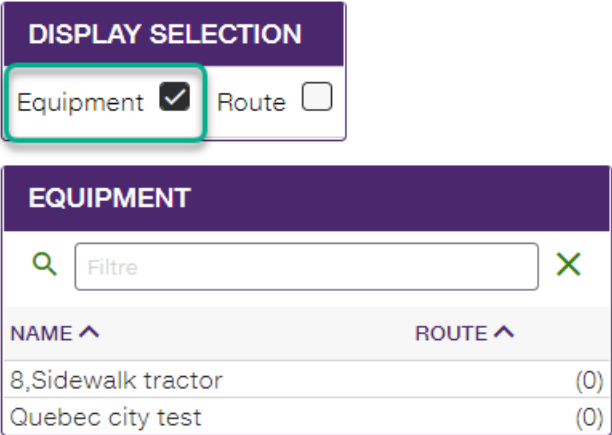 DISPLAY SELECTION
Equipment Route
EQUIPMENT
Filtre
NAME ROUTE
8,Sidewalk tractor (0)
Quebec city test (0)